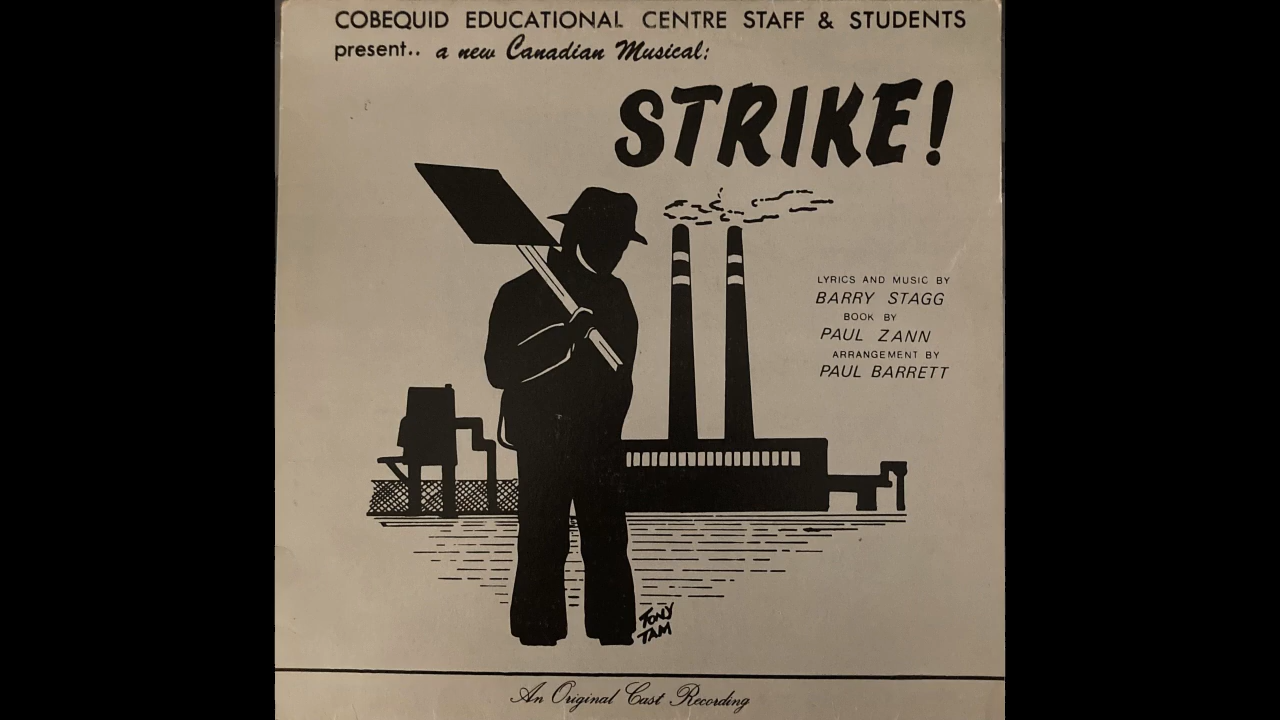 COBEQUID EDUCATIONAL CENTRE STAFF & STUDENTS
present.. a new Canadian Musical:
STRIKE!
LYRICS AND MUSIC BY
BARRY STAGG
BOOK BY
PAUL ZANN
ARRANGEMENT BY
PAUL BARRETT
TONY
TAM
An Original Cast Recording